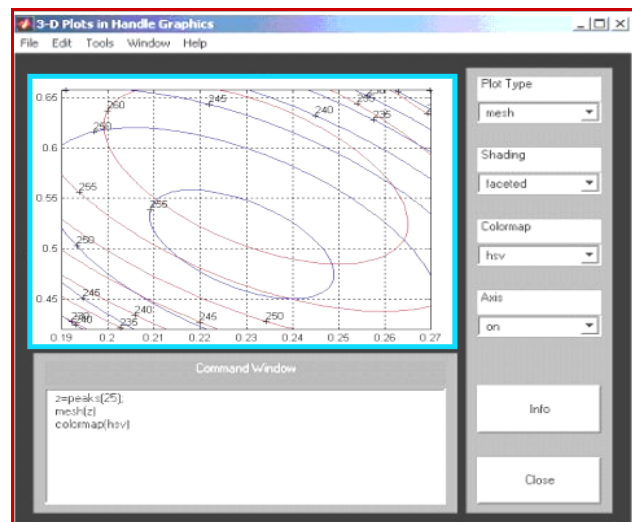 3-D Plots in Handle Graphics
File Edit Tools Window Help
0.65
0.6
0.55
0.5
0.45
0.19 0.2 0.21 0.22 0.23 0.24 0.25 0.26 0.27
260
245
240
235
250
255
255
250
245
240
235
240
245
250
Plot Type
mesh
Shading
faceted
Colormap
hsv
Axis
on
Info
Close
Command Window
z=peaks(25);
mesh(z)
colormap(hsv)